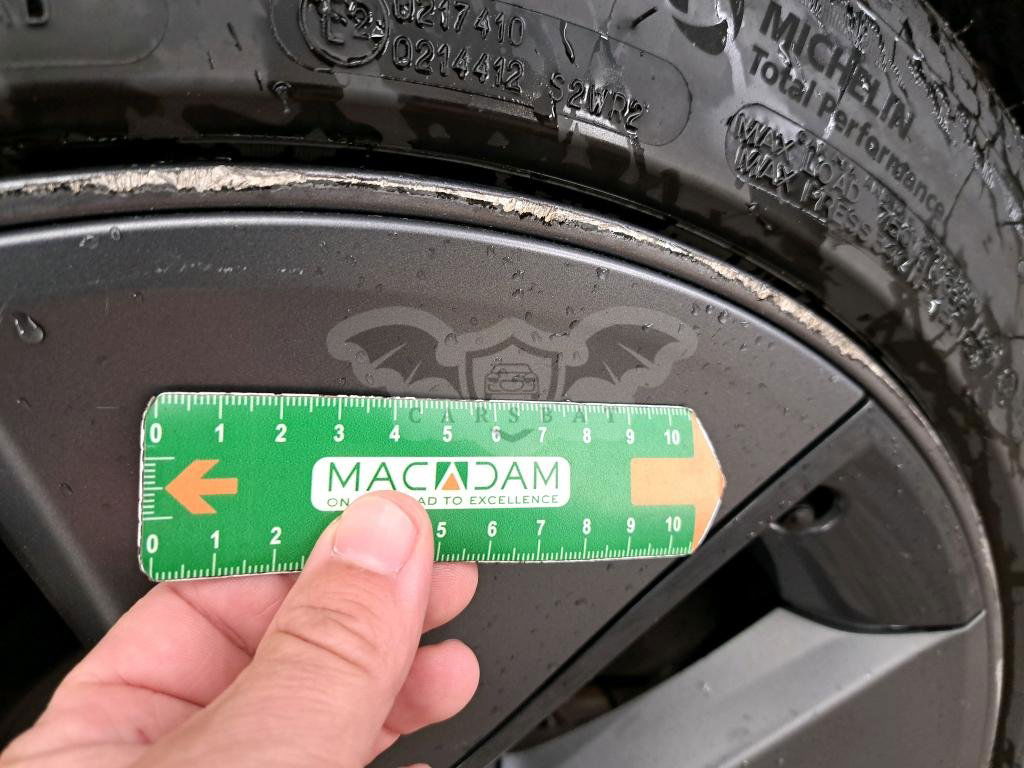 0217410
0214412 S2WR2
MICHELIN
Total Performance
MAX LOAD
MAX PRESS
CARSBAT
0 1 2 3 4 5 6 7 8 9 10
MACADAM
ON AD TO EXCELLENCE
0 1 2 5 6 7 8 9 10